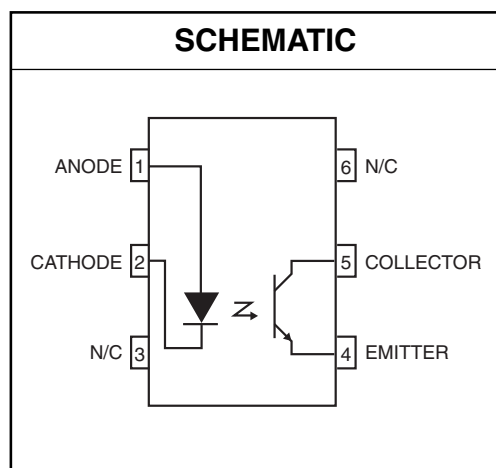 SCHEMATIC
ANODE 1 6 N/C
CATHODE 2 5 COLLECTOR
N/C 3 4 EMITTER